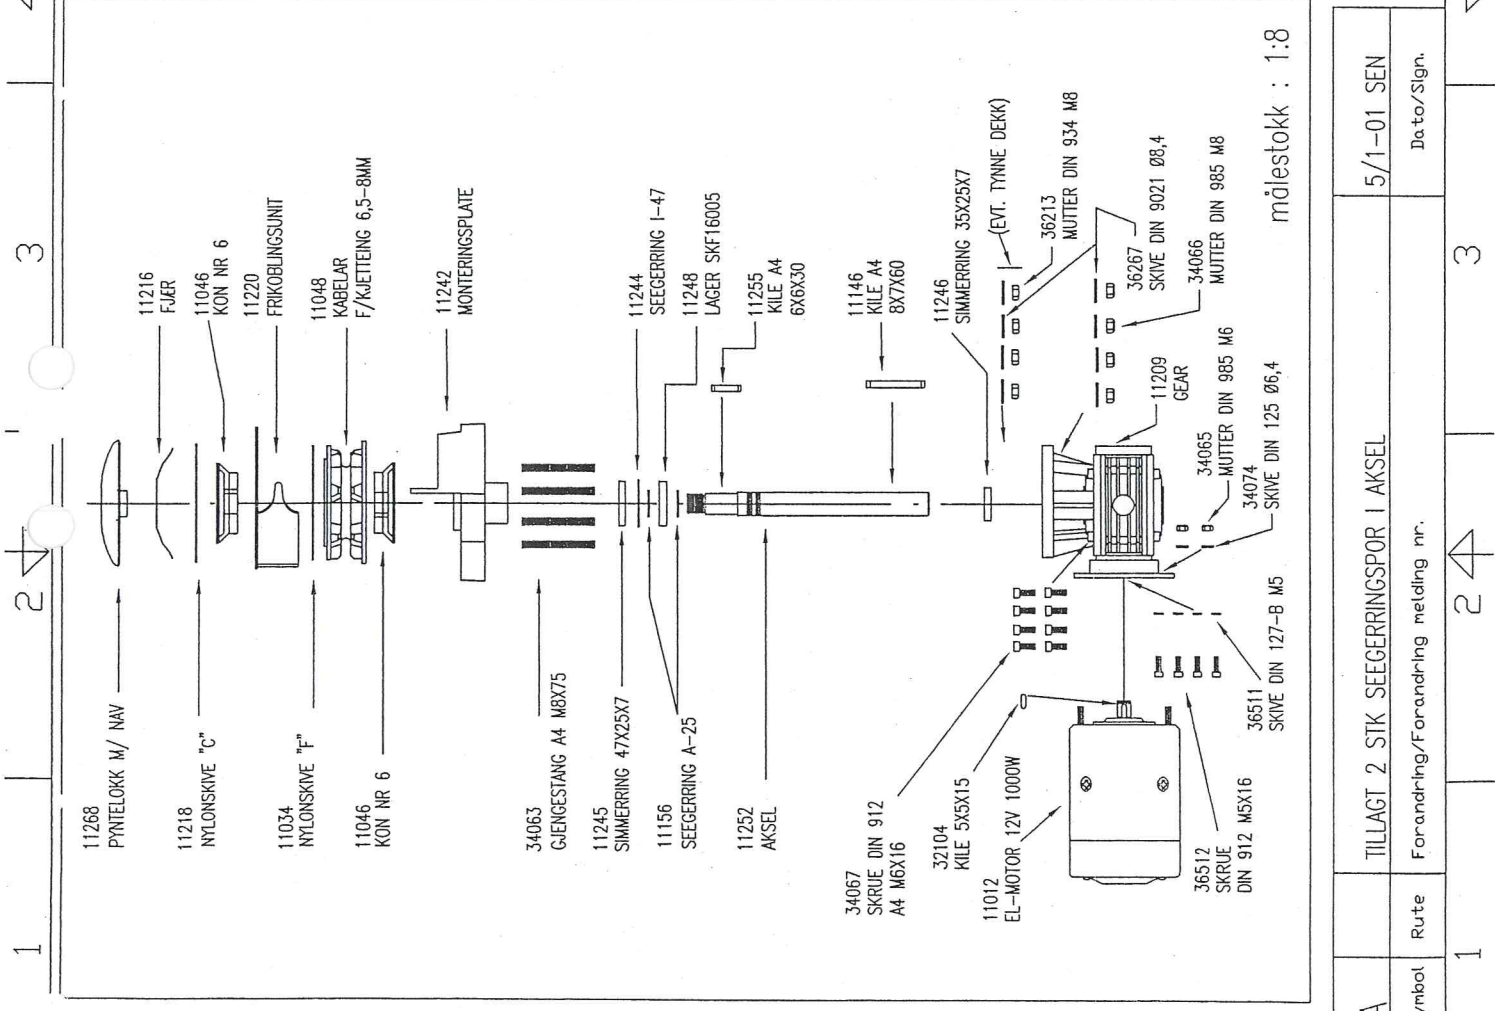 11268
PYNTELOKK M/ NAV
11216
FJÆR
11218
NYLONSKIVE "C"
11046
KON NR 6
11220
FRIKOBLINGSUNIT
11034
NYLONSKIVE "F"
11048
KABELAR
F/KJETTEING 6,5-8MM
11046
KON NR 6
11242
MONTERINGSPLATE
34063
GJENGESTANG A4 M8X75
11245
SIMMERRING 47X25X7
11244
SEEGERRING I-47
11156
SEEGERRING A-25
11248
LAGER SKF16005
11252
AKSEL
11255
KILE A4
6X6X30
11146
KILE A4
8X7X60
11246
SIMMERRING 35X25X7
(EVT. TYNNE DEKK)
36213
MUTTER DIN 934 M8
36267
SKIVE DIN 9021 Ø8,4
34066
MUTTER DIN 985 M8
11209
GEAR
34065
MUTTER DIN 985 M6
34074
SKIVE DIN 125 Ø6,4
34067
SKRUE DIN 912
A4 M6X16
32104
KILE 5X5X15
11012
EL-MOTOR 12V 1000W
36511
SKIVE DIN 127-B M5
36512
SKRUE
DIN 912 M5X16
målestokk : 1:8
TILLAGT 2 STK SEEGERRINGSPOR I AKSEL
5/1-01 SEN
Rute
Forandring/Forandring melding nr.
Dato/Sign.
1
2
3
1
2
3